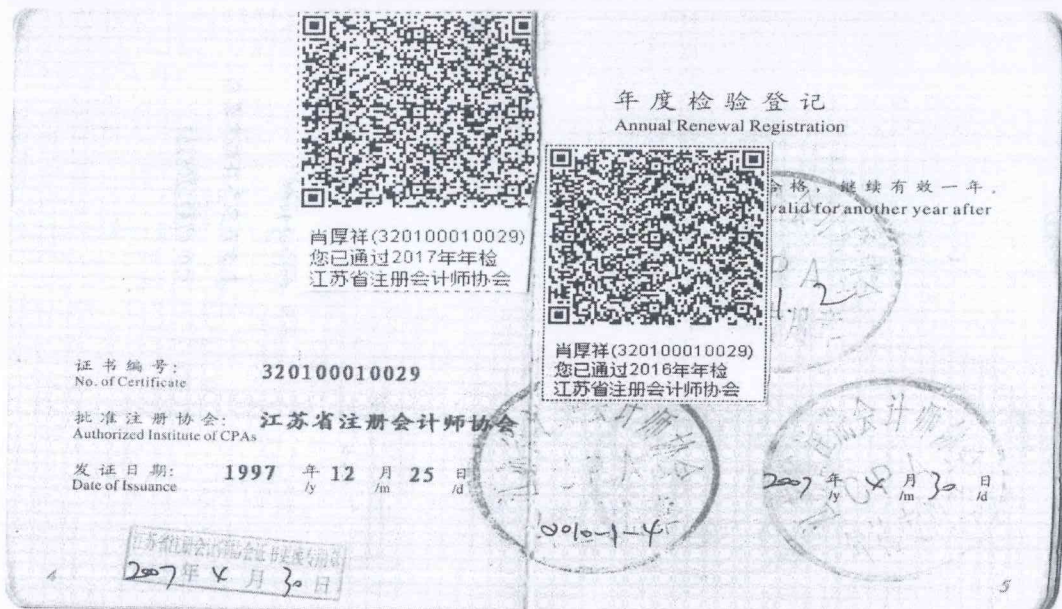 肖厚祥(320100010029)
您已通过2017年年检
江苏省注册会计师协会
证书编号:
No. of Certificate
320100010029
批准注册协会:
Authorized Institute of CPAs
江苏省注册会计师协会
发证日期:
Date of Issuance
1997 年 12 月 25 日
/y /m /d
2007 年 4 月 30 日
4
年度检验登记
Annual Renewal Registration
合格,继续有效一年.
valid for another year after
肖厚祥(320100010029)
您已通过2016年年检
江苏省注册会计师协会
2010-1-4
2007 年 4 月 30 日
/y /m /d
5